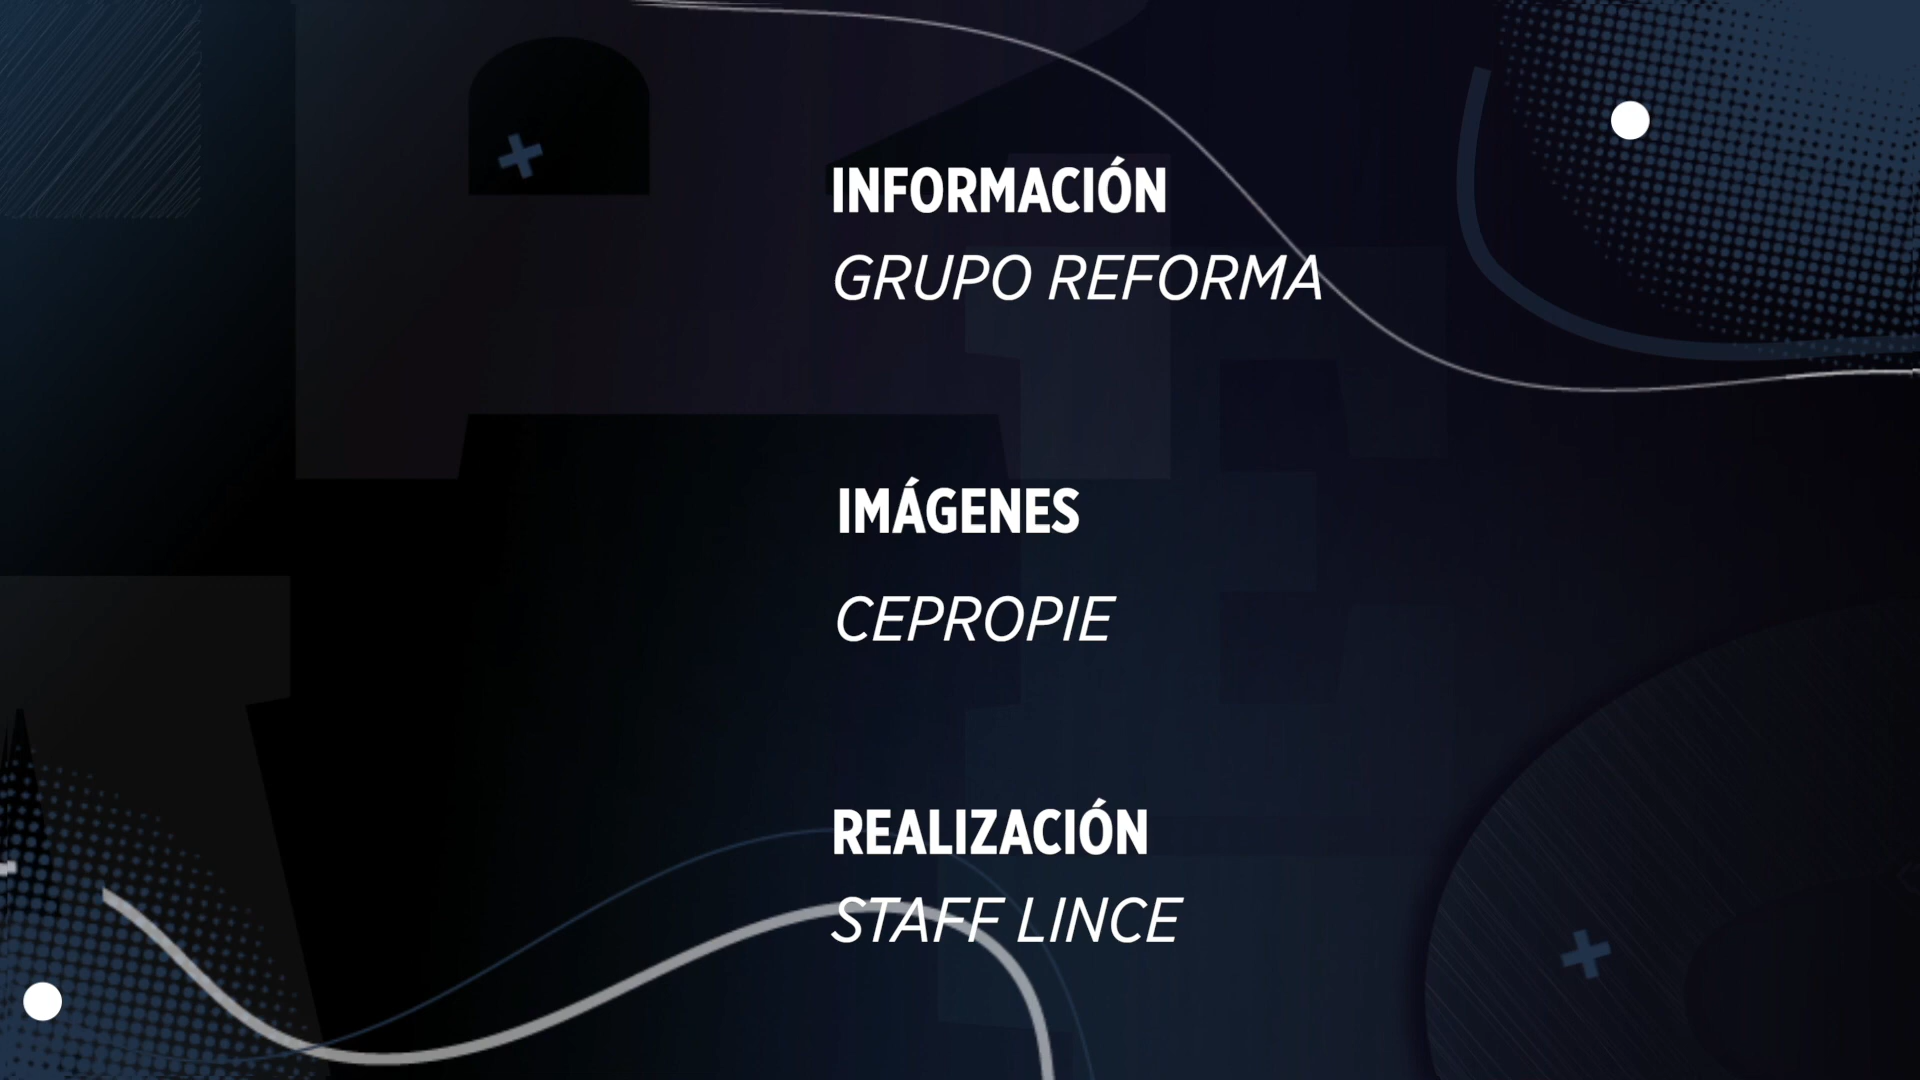 INFORMACIÓN
GRUPO REFORMA
IMÁGENES
CEPROPIE
REALIZACIÓN
STAFF LINCE